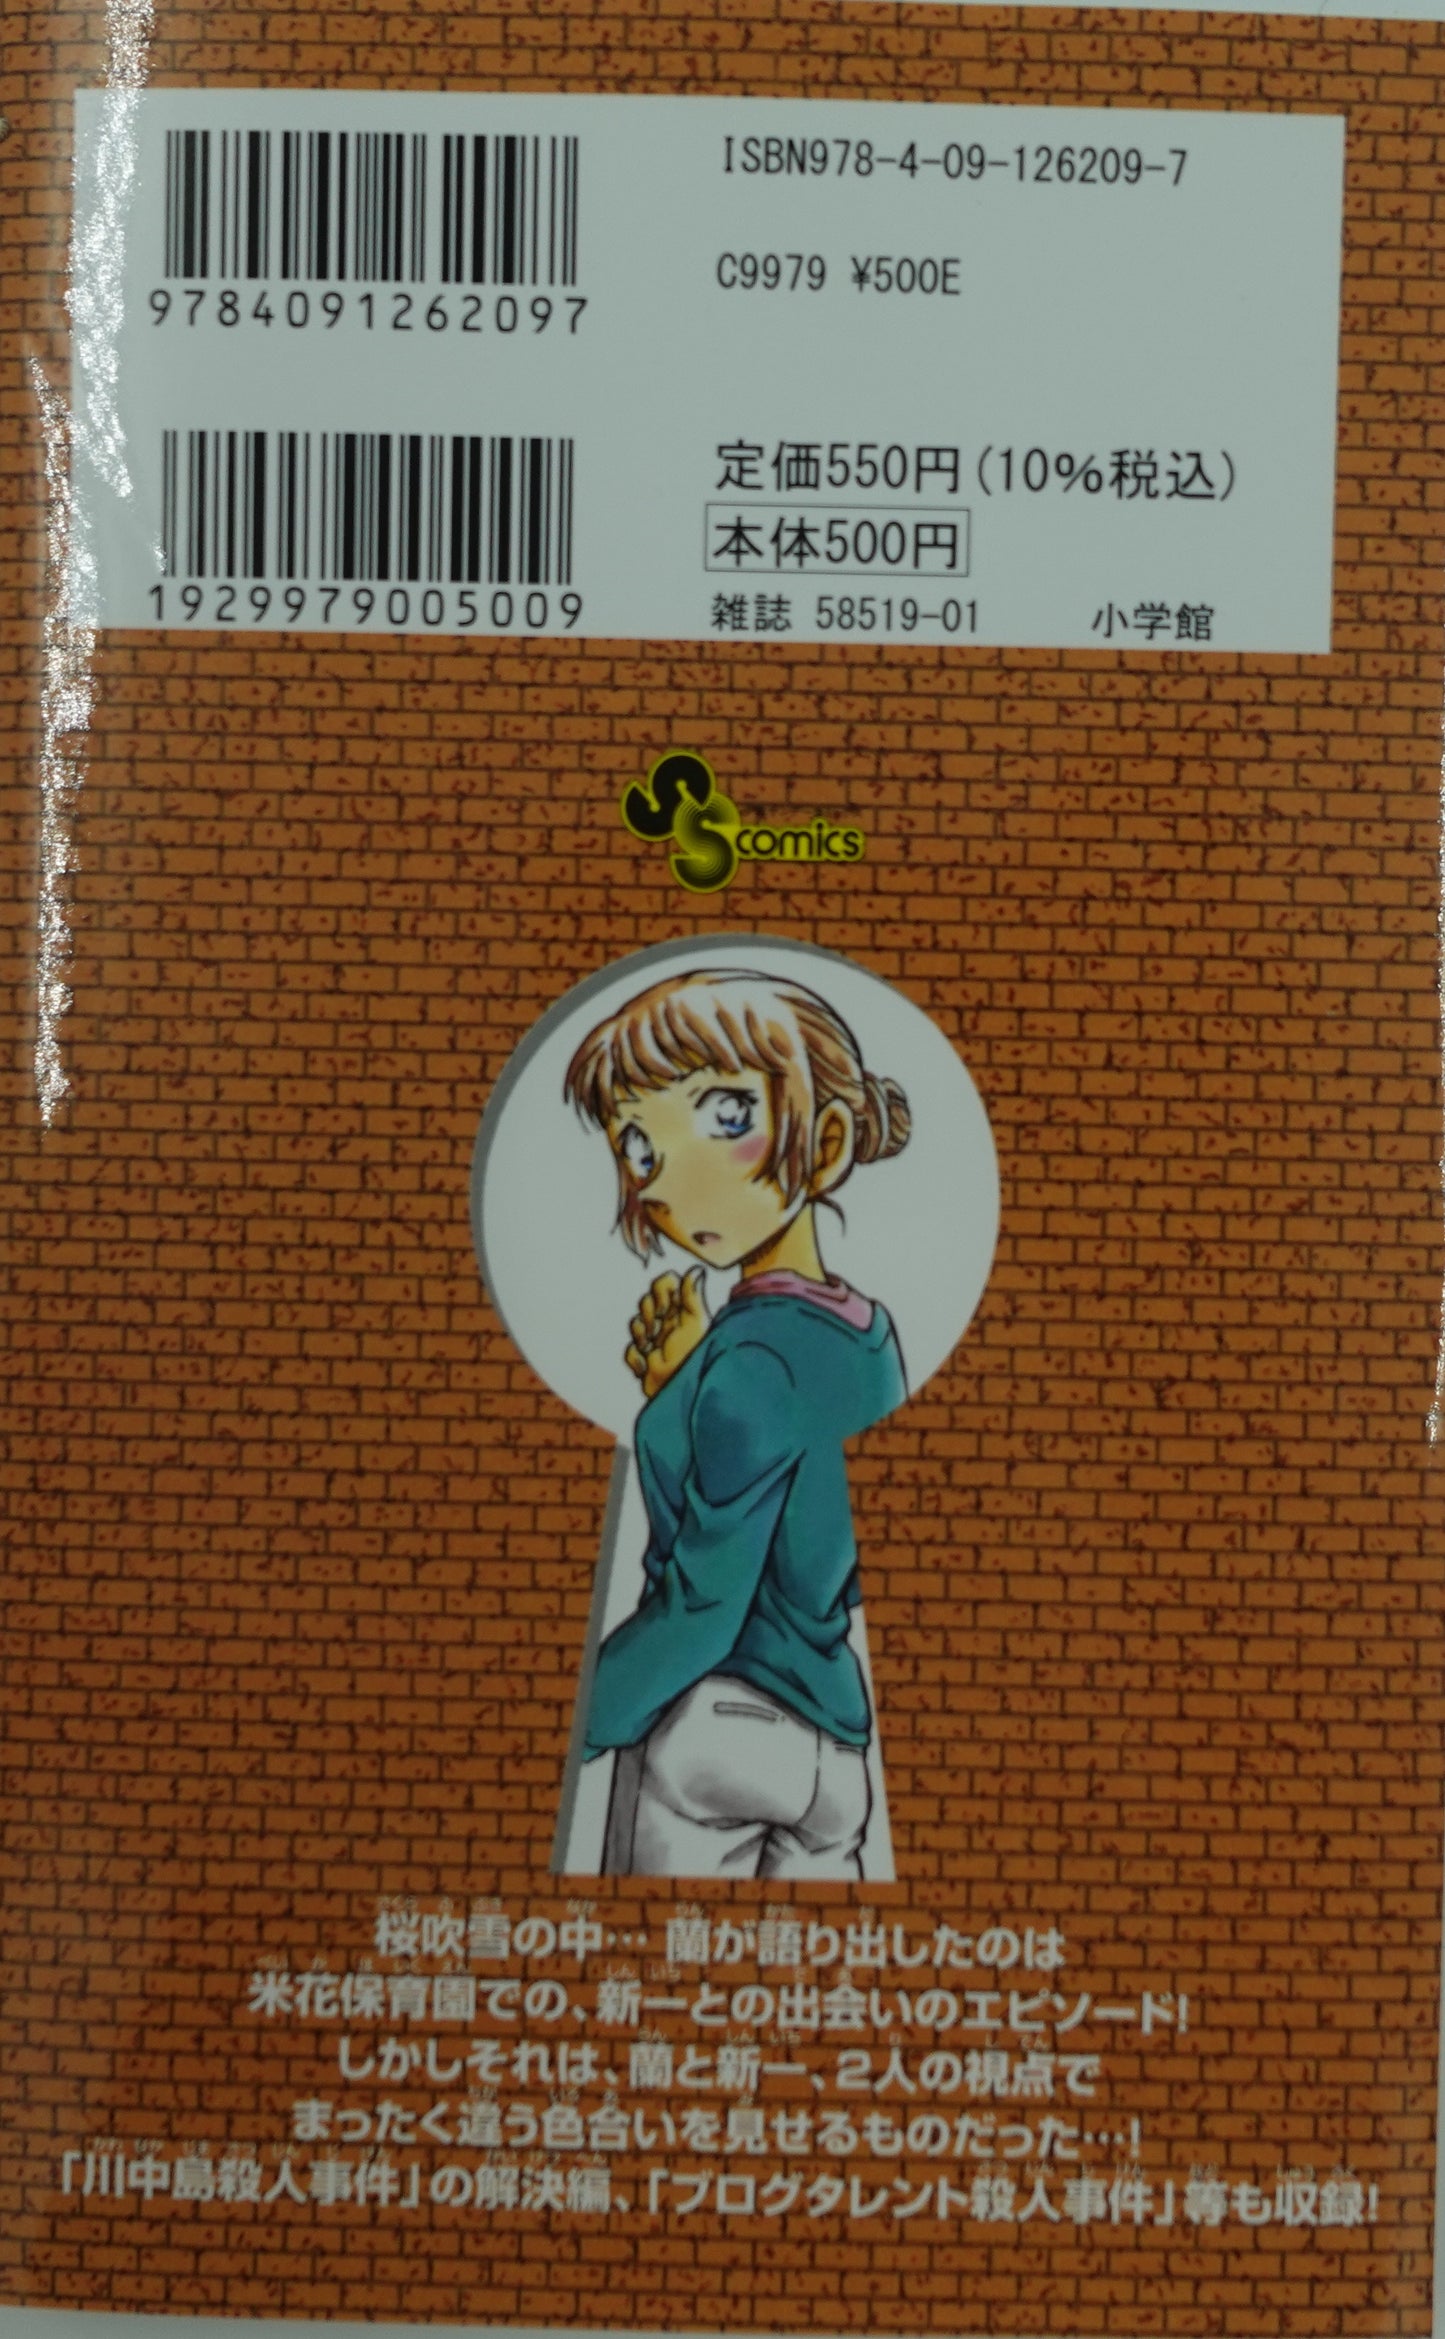 ISBN978-4-09-126209-7
C9979 ¥500E
9784091262097
定価550円(10%税込)
本体500円
雑誌 58519-01 小学館
1929979005009
S S comics
桜吹雪の中… 蘭が語り出したのは
米花保育園での、新一との出会いのエピソード!
しかしそれは、蘭と新一、2人の視点で
まったく違う色合いを見せるものだった…!
「川中島殺人事件」の解決編、「ブログタレント殺人事件」等も収録!